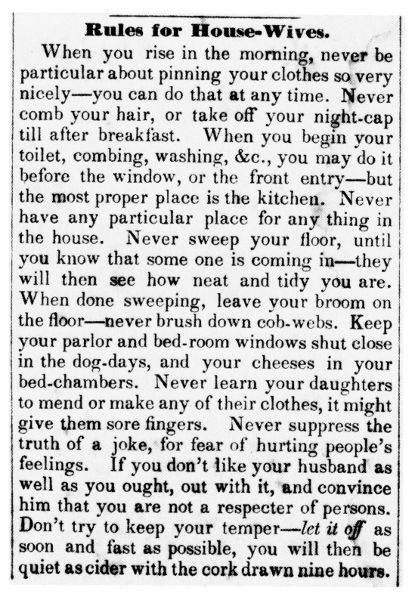 Rules for House-Wives.
When you rise in the morning, never be
particular about pinning your clothes so very
nicely—you can do that at any time. Never
comb your hair, or take off your night-cap
till after breakfast. When you begin your
toilet, combing, washing, &c., you may do it
before the window, or the front entry—but
the most proper place is the kitchen. Never
have any particular place for any thing in
the house. Never sweep your floor, until
you know that some one is coming in—they
will then see how neat and tidy you are.
When done sweeping, leave your broom on
the floor—never brush down cob-webs. Keep
your parlor and bed-room windows shut close
in the dog-days, and your cheeses in your
bed-chambers. Never learn your daughters
to mend or make any of their clothes, it might
give them sore fingers. Never suppress the
truth of a joke, for fear of hurting people's
feelings. If you don't like your husband as
well as you ought, out with it, and convince
him that you are not a respecter of persons.
Don't try to keep your temper—let it off as
soon and fast as possible, you will then be
quiet as cider with the cork drawn nine hours.